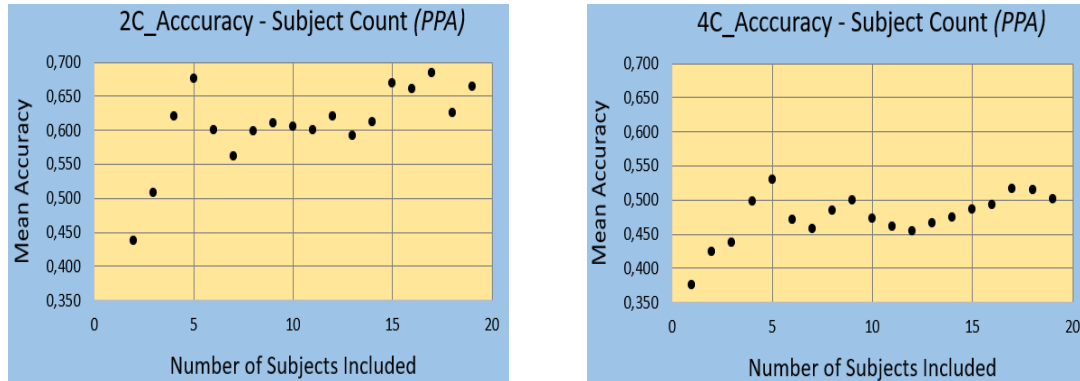 2C_Acccuracy - Subject Count (PPA)
Mean Accuracy
0,700
0,650
0,600
0,550
0,500
0,450
0,400
0,350
0 5 10 15 20
Number of Subjects Included
4C_Acccuracy - Subject Count (PPA)
Mean Accuracy
0,700
0,650
0,600
0,550
0,500
0,450
0,400
0,350
0 5 10 15 20
Number of Subjects Included